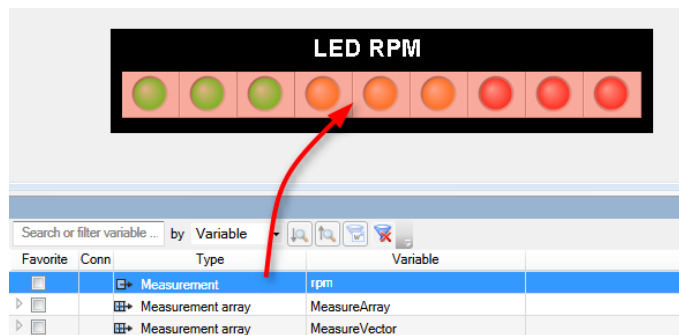 LED RPM
Search or filter variable ... by Variable
Favorite Conn Type Variable
Measurement rpm
Measurement array MeasureArray
Measurement array MeasureVector